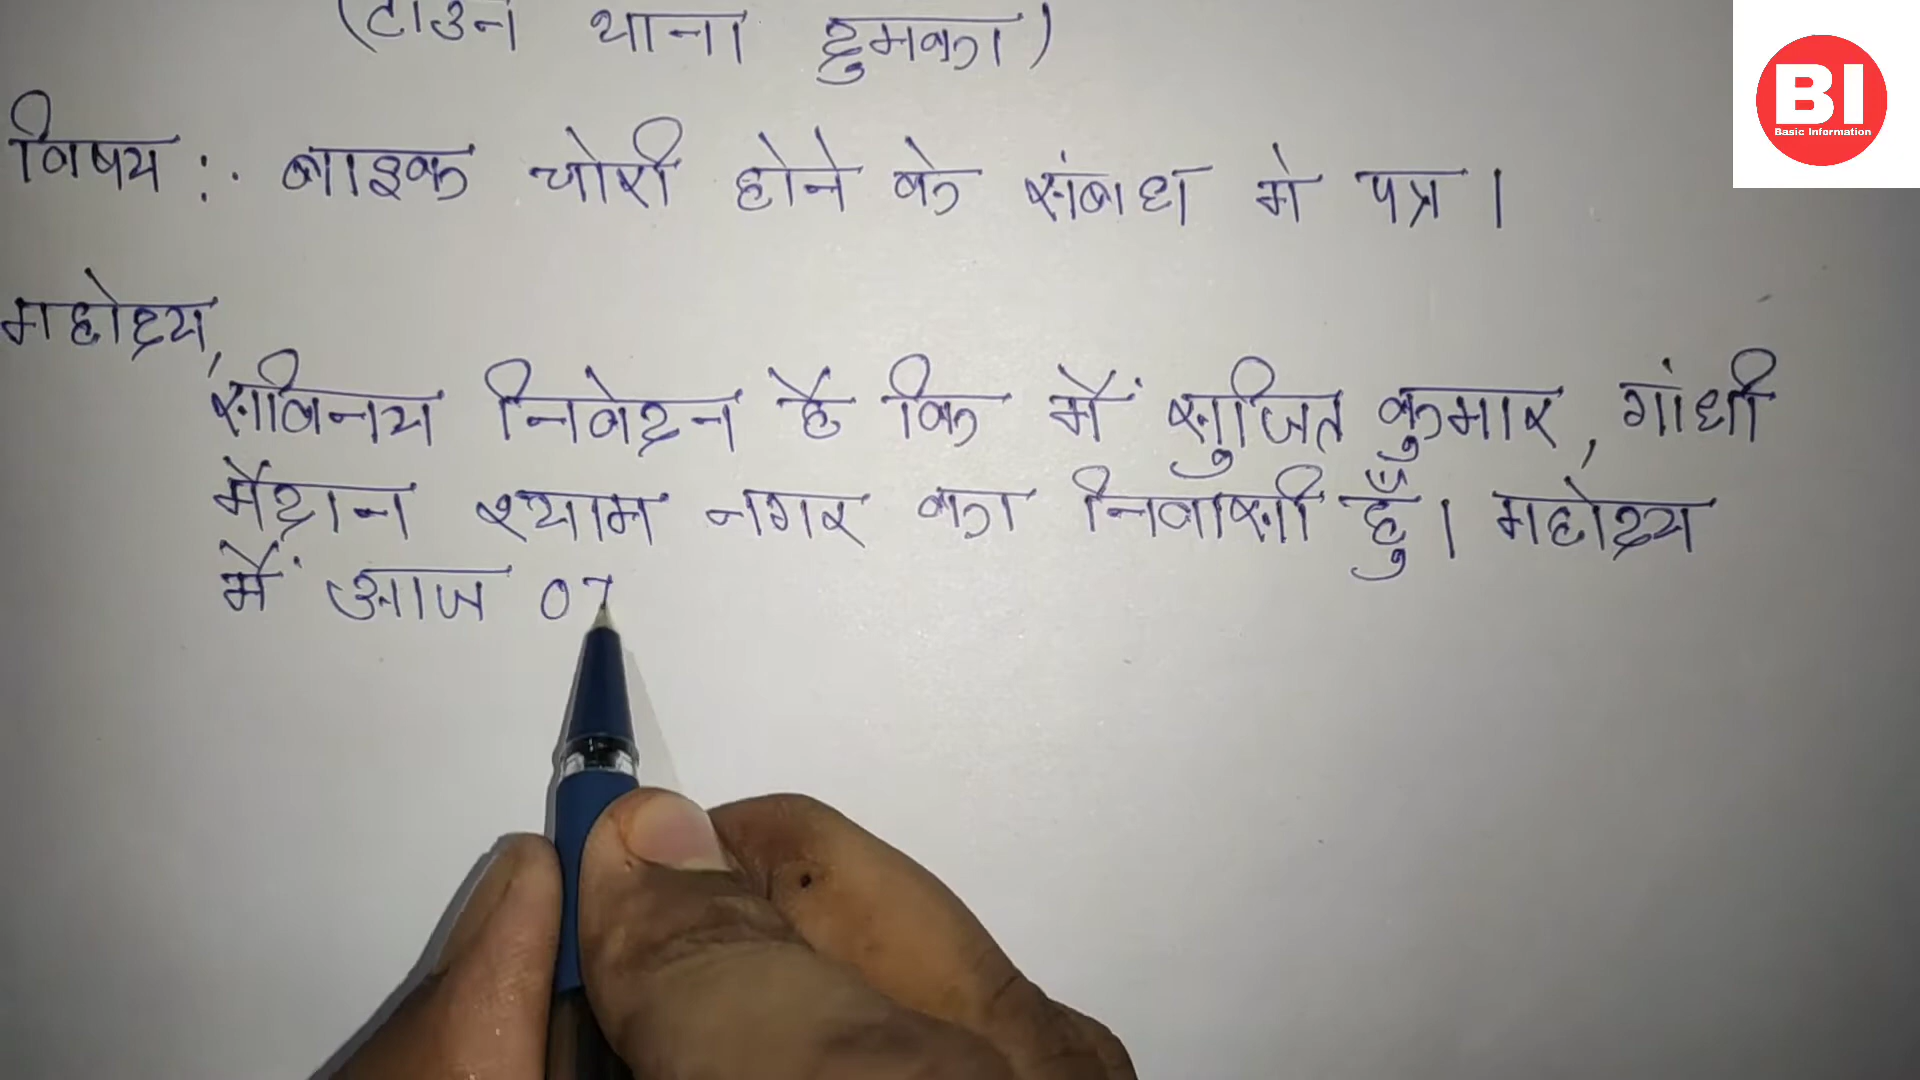 (टाउन थाना दुमका)
BI
Basic Information
विषय :. बाइक चोरी होने के संबंध मे पत्र ।
महोदय,
सविनय निवेदन है कि मैं सुजित कुमार, गांधी
मैदान श्याम नगर का निवासी हूँ। महोदय
मैं आज 07